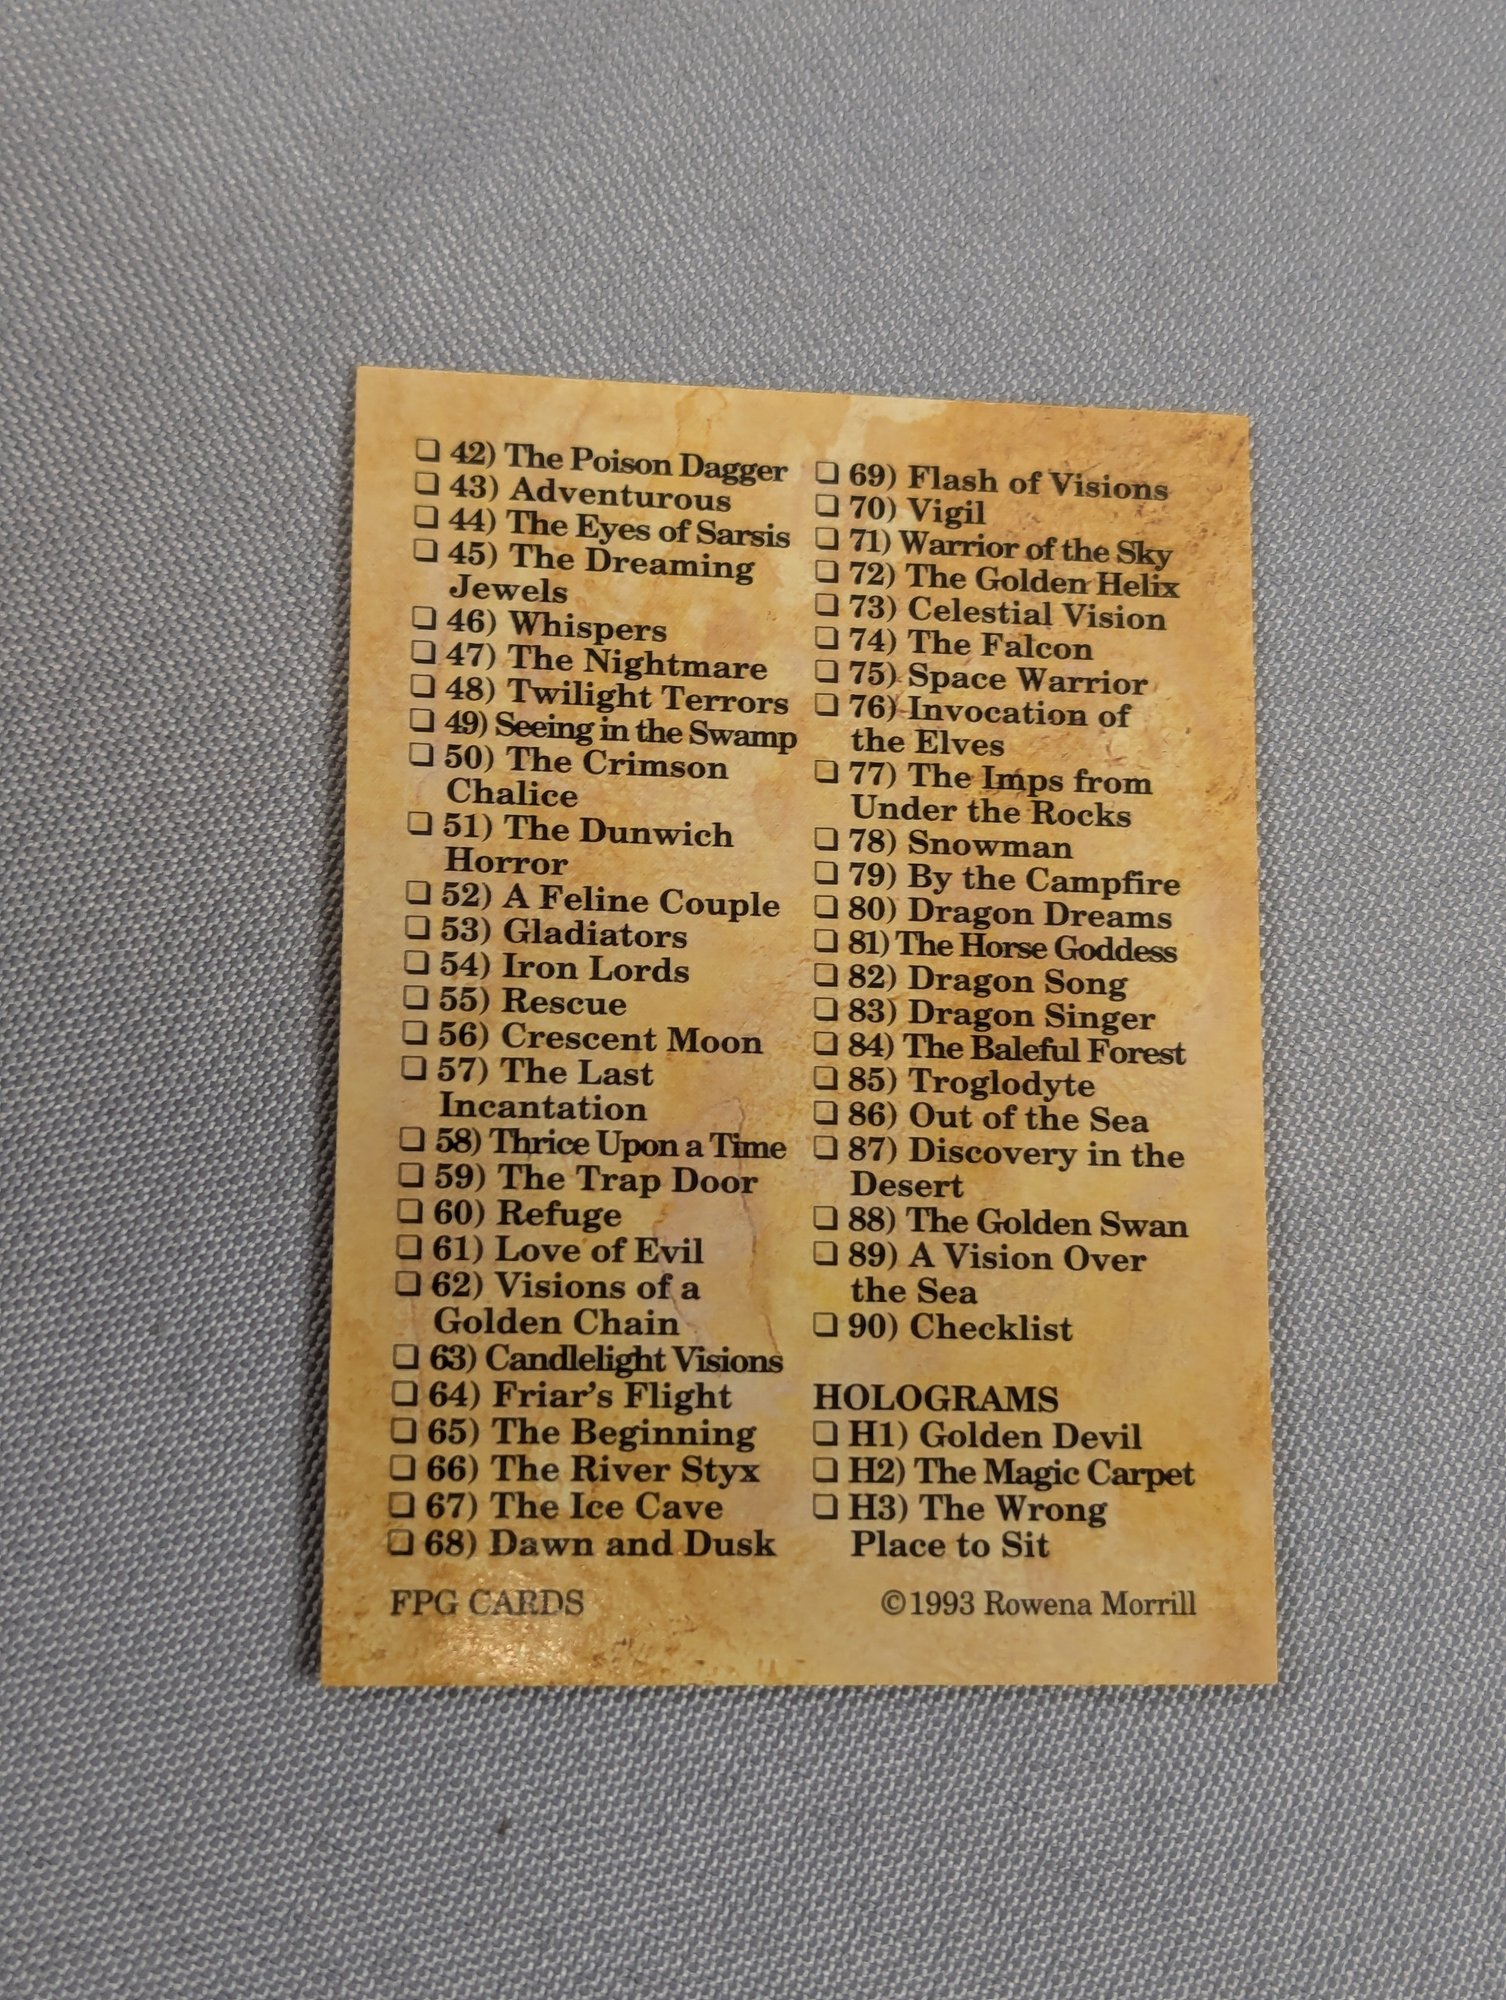 ❏ 42) The Poison Dagger
❏ 43) Adventurous
❏ 44) The Eyes of Sarsis
❏ 45) The Dreaming
Jewels
❏ 46) Whispers
❏ 47) The Nightmare
❏ 48) Twilight Terrors
❏ 49) Seeing in the Swamp
❏ 50) The Crimson
Chalice
❏ 51) The Dunwich
Horror
❏ 52) A Feline Couple
❏ 53) Gladiators
❏ 54) Iron Lords
❏ 55) Rescue
❏ 56) Crescent Moon
❏ 57) The Last
Incantation
❏ 58) Thrice Upon a Time
❏ 59) The Trap Door
❏ 60) Refuge
❏ 61) Love of Evil
❏ 62) Visions of a
Golden Chain
❏ 63) Candlelight Visions
❏ 64) Friar's Flight
❏ 65) The Beginning
❏ 66) The River Styx
❏ 67) The Ice Cave
❏ 68) Dawn and Dusk
❏ 69) Flash of Visions
❏ 70) Vigil
❏ 71) Warrior of the Sky
❏ 72) The Golden Helix
❏ 73) Celestial Vision
❏ 74) The Falcon
❏ 75) Space Warrior
❏ 76) Invocation of
the Elves
❏ 77) The Imps from
Under the Rocks
❏ 78) Snowman
❏ 79) By the Campfire
❏ 80) Dragon Dreams
❏ 81) The Horse Goddess
❏ 82) Dragon Song
❏ 83) Dragon Singer
❏ 84) The Baleful Forest
❏ 85) Troglodyte
❏ 86) Out of the Sea
❏ 87) Discovery in the
Desert
❏ 88) The Golden Swan
❏ 89) A Vision Over
the Sea
❏ 90) Checklist
HOLOGRAMS
❏ H1) Golden Devil
❏ H2) The Magic Carpet
❏ H3) The Wrong
Place to Sit
FPG CARDS
©1993 Rowena Morrill